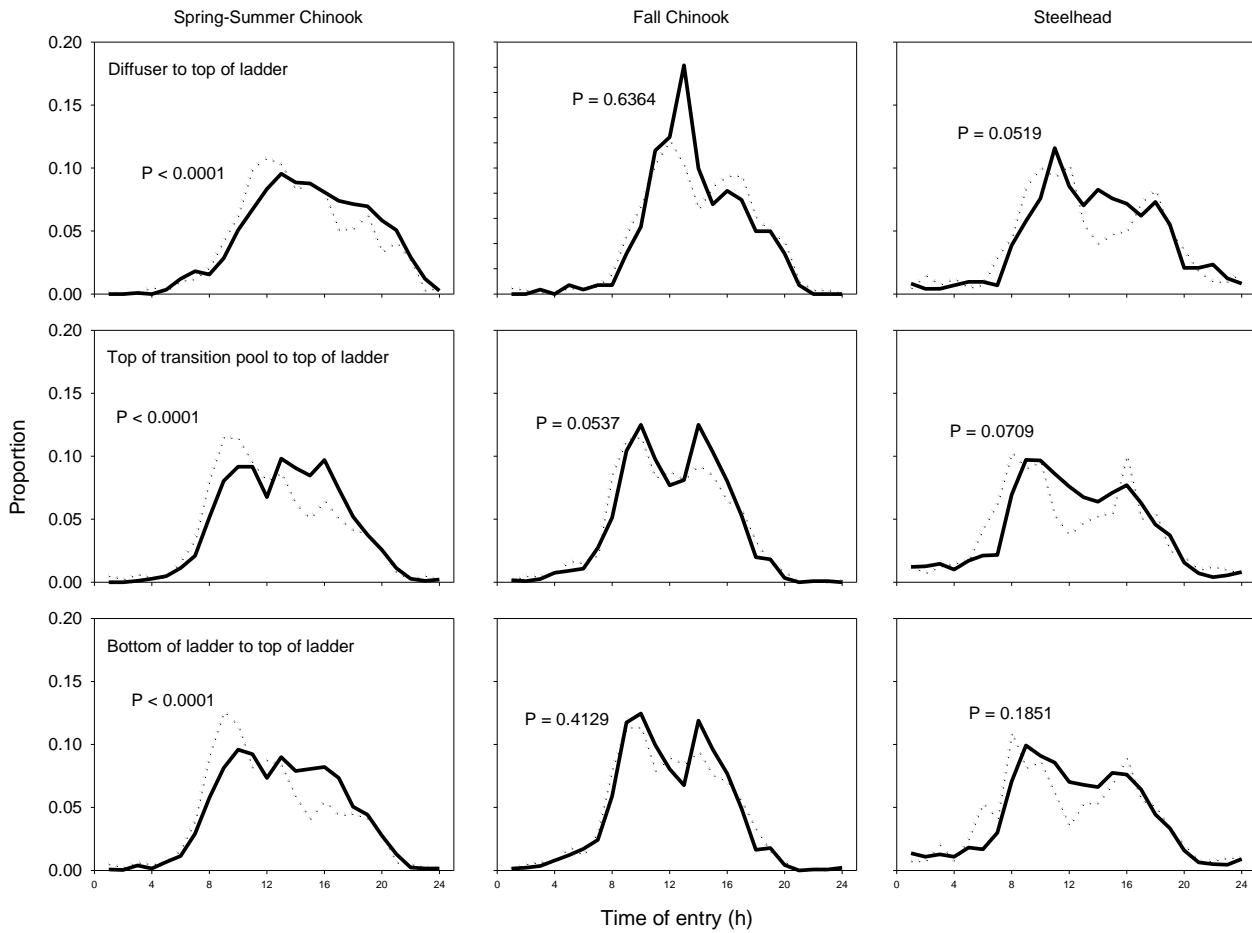 Spring-Summer Chinook
Fall Chinook
Steelhead
0.20
0.15
0.10
0.05
0.00
Diffuser to top of ladder
P < 0.0001
P = 0.6364
P = 0.0519
0.20
0.15
0.10
0.05
0.00
Top of transition pool to top of ladder
P < 0.0001
P = 0.0537
P = 0.0709
Proportion
0.20
0.15
0.10
0.05
0.00
Bottom of ladder to top of ladder
P < 0.0001
P = 0.4129
P = 0.1851
0 4 8 12 16 20 24
0 4 8 12 16 20 24
0 4 8 12 16 20 24
Time of entry (h)